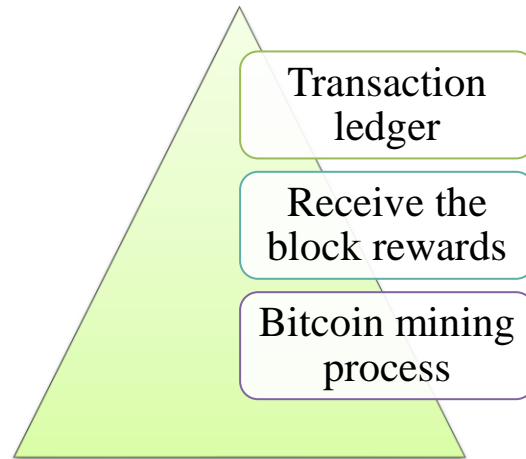 Transaction
ledger
Receive the
block rewards
Bitcoin mining
process